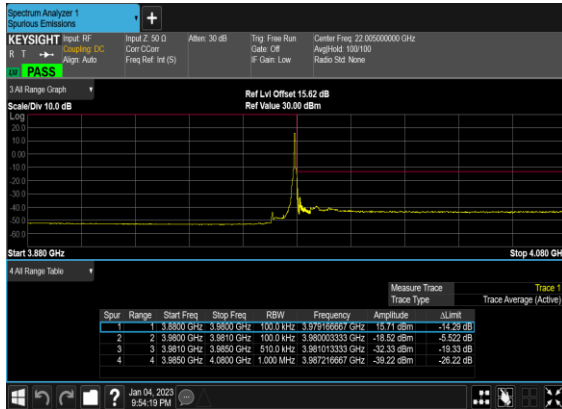 Spectrum Analyzer 1
Spurious Emissions
+
KEYSIGHT Input: RF Input Z: 50 Ω Atten: 30 dB Trig: Free Run Center Freq: 22.005000000 GHz
R T Coupling: DC Corr CCorr Gate: Off Avg|Hold: 100/100
Align: Auto Freq Ref: Int (S) IF Gain: Low Radio Std: None
PASS
3 All Range Graph Ref Lvl Offset 15.62 dB
Scale/Div 10.0 dB Ref Value 30.00 dBm
Log
20.0
10.0
0.00
-10.0
-20.0
-30.0
-40.0
-50.0
-60.0
Start 3.880 GHz Stop 4.080 GH
4 All Range Table
Measure Trace Trace 1
Trace Type Trace Average (Active)
Spur Range Start Freq Stop Freq RBW Frequency Amplitude ΔLimit
1 1 3.8800 GHz 3.9800 GHz 100.0 kHz 3.979166667 GHz 15.71 dBm -14.29 dB
2 2 3.9800 GHz 3.9810 GHz 100.0 kHz 3.980003333 GHz -18.52 dBm -5.522 dB
3 3 3.9810 GHz 3.9850 GHz 510.0 kHz 3.981013333 GHz -32.33 dBm -19.33 dB
4 4 3.9850 GHz 4.0800 GHz 1.000 MHz 3.987216667 GHz -39.22 dBm -26.22 dB
? Jan 04, 2023
9:54:19 PM